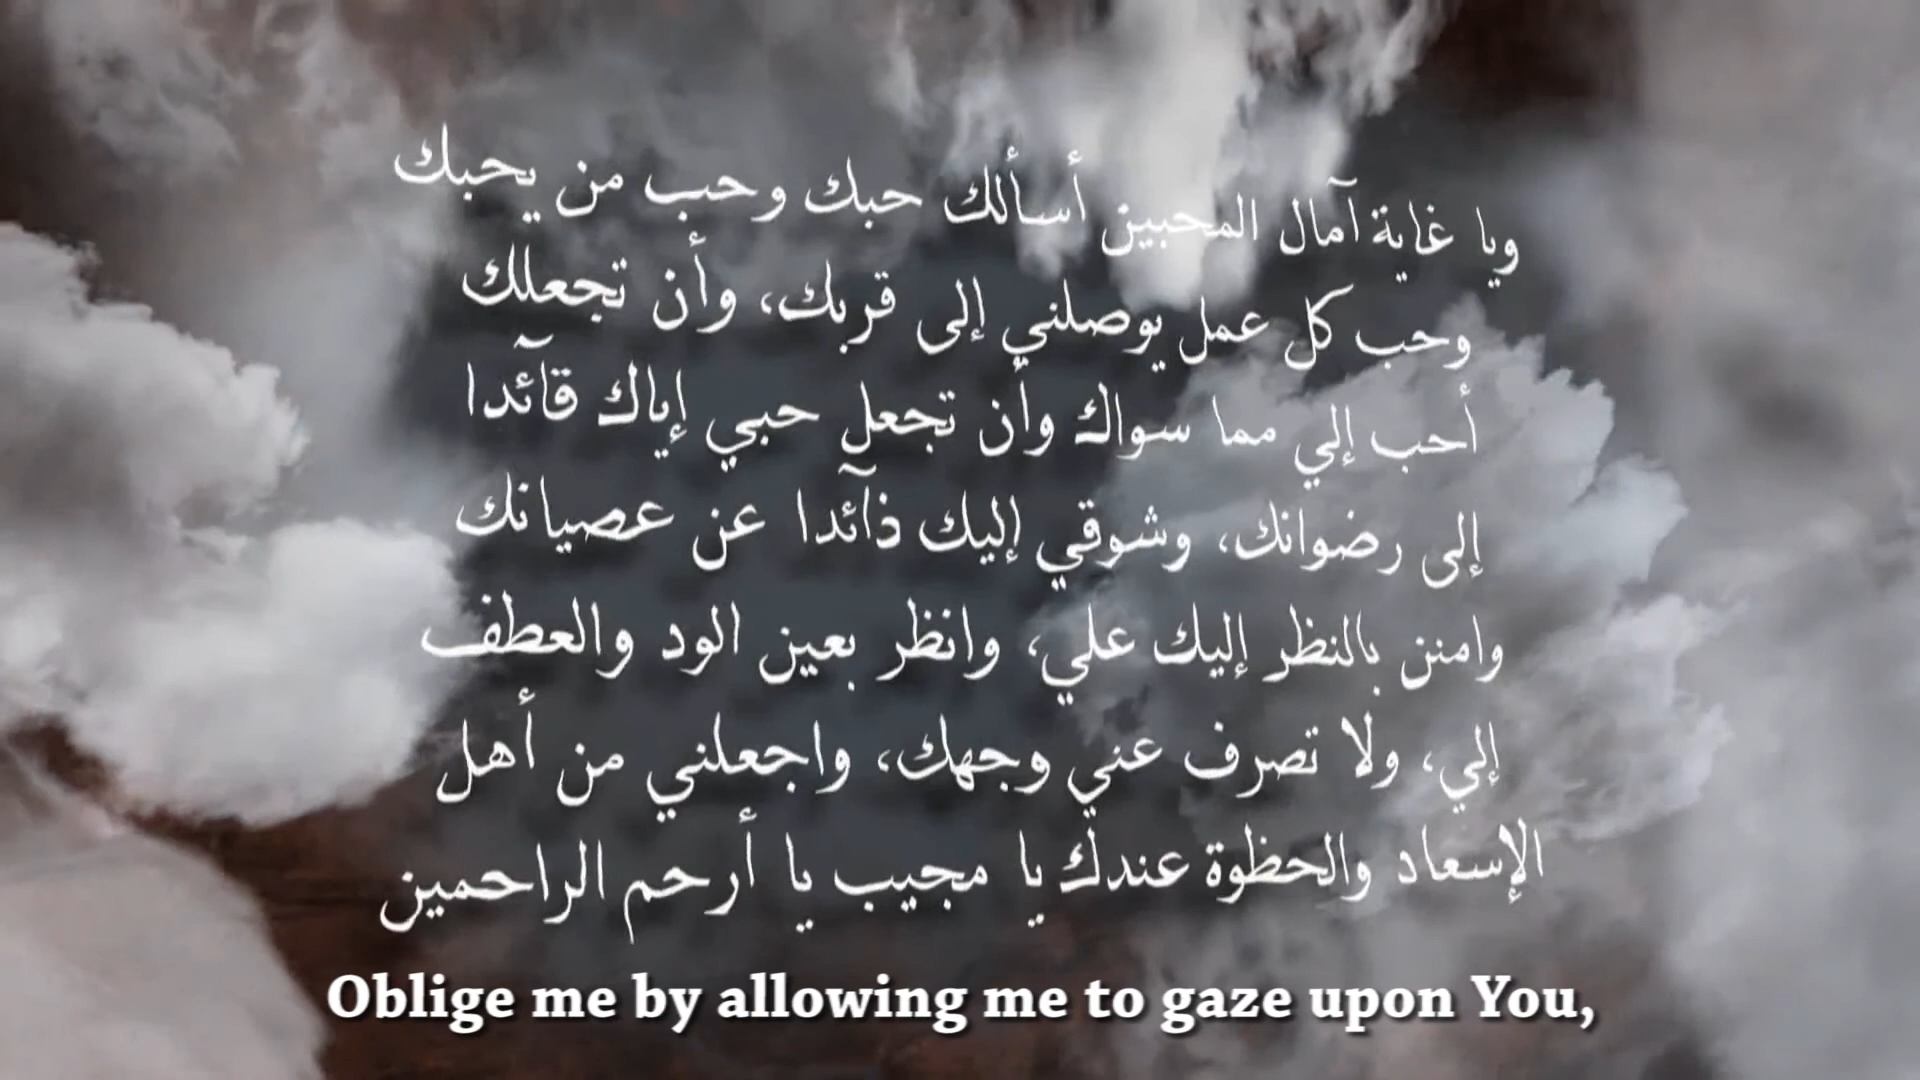 ويا غاية آمال المحبين أسألك حبك وحب من يحبك
وحب كل عمل يوصلني إلى قربك، وأن تجعلك
أحب إلي مما سواك وأن تجعل حبي إياك قآئدا
إلى رضوانك، وشوقي إليك ذآئدا عن عصيانك
وامنن بالنظر إليك علي، وانظر بعين الود والعطف
إلي، ولا تصرف عني وجهك، واجعلني من أهل
الإسعاد والحظوة عندك يا مجيب يا أرحم الراحمين
Oblige me by allowing me to gaze upon You,